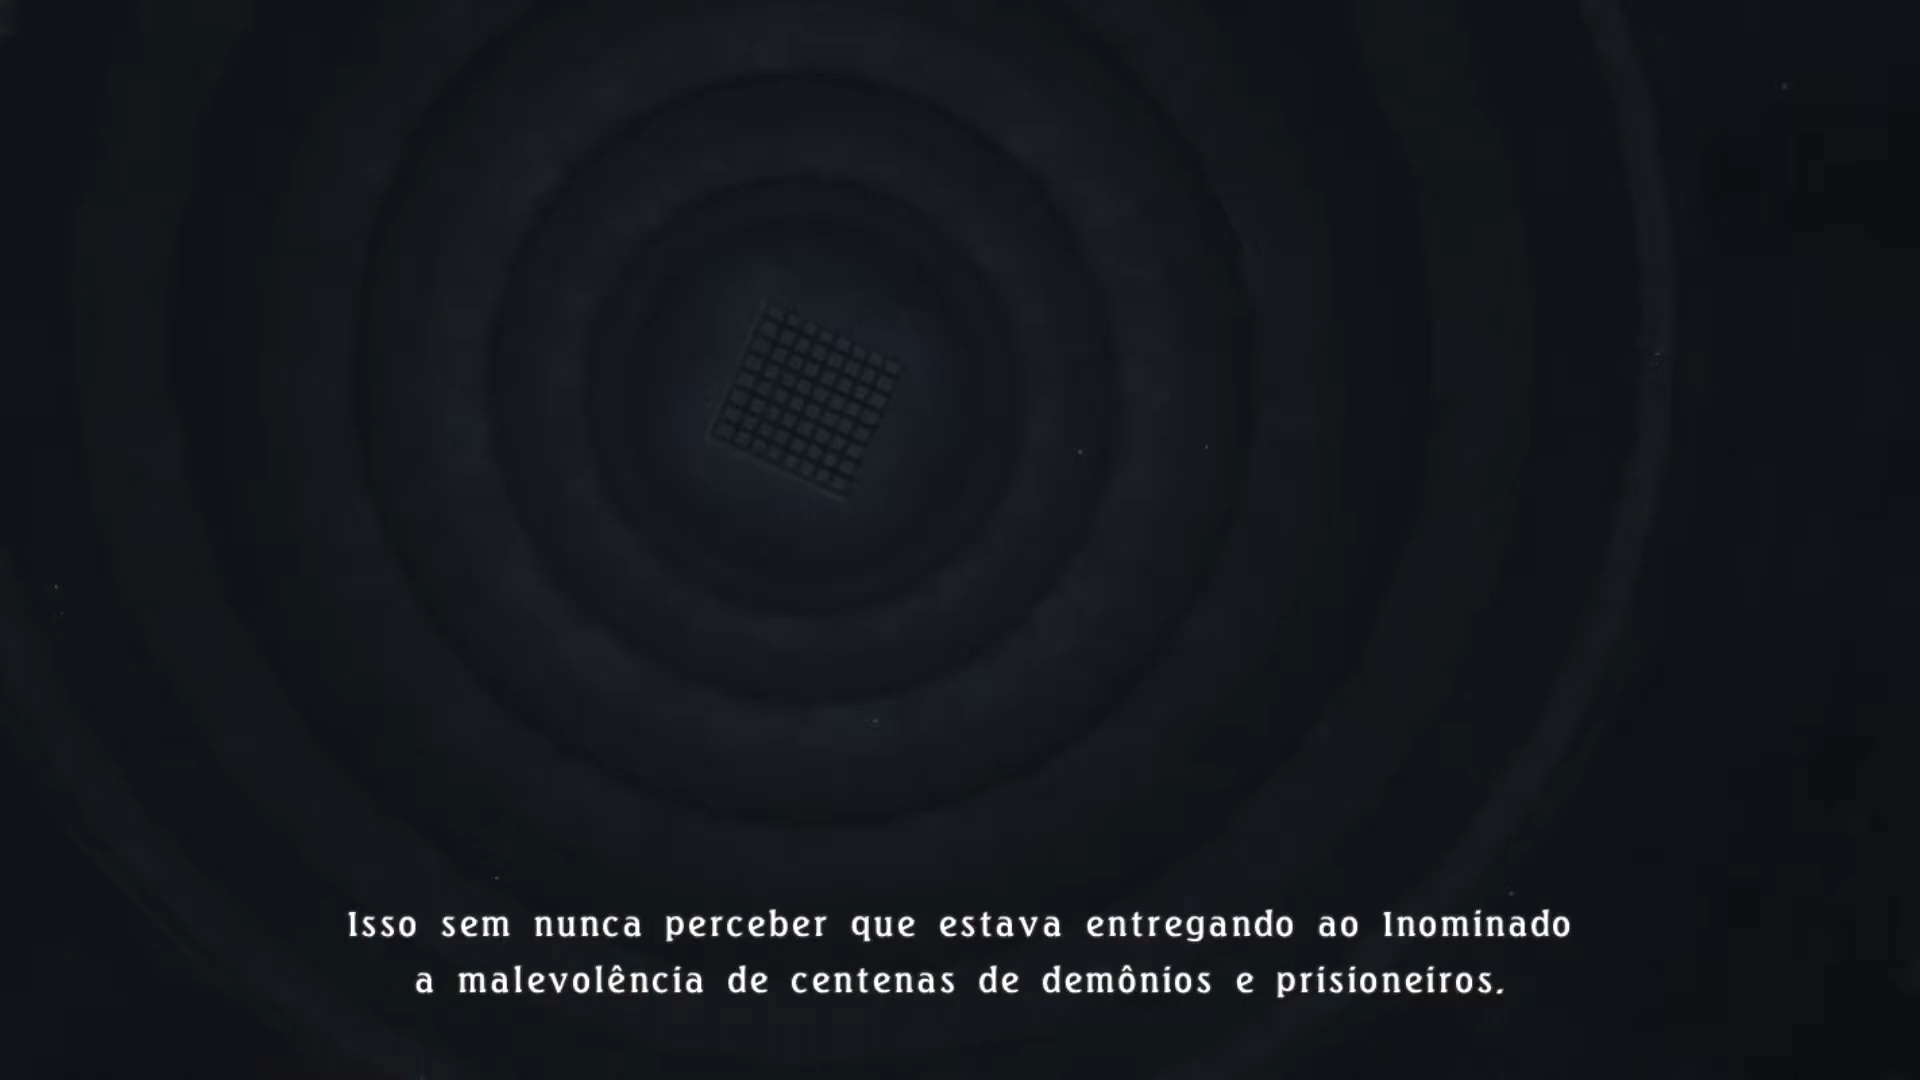 Isso sem nunca perceber que estava entregando ao Inominado
a malevolência de centenas de demônios e prisioneiros.